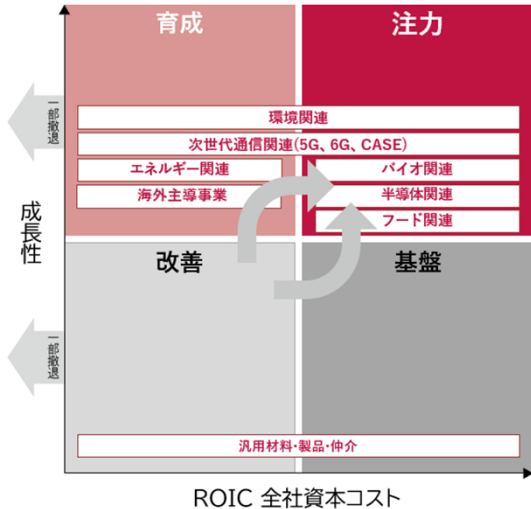 育成
注力
一部撤退
環境関連
次世代通信関連(5G、6G、CASE)
エネルギー関連
バイオ関連
海外主導事業
半導体関連
フード関連
成長性
改善
基盤
一部撤退
汎用材料・製品・仲介
ROIC 全社資本コスト